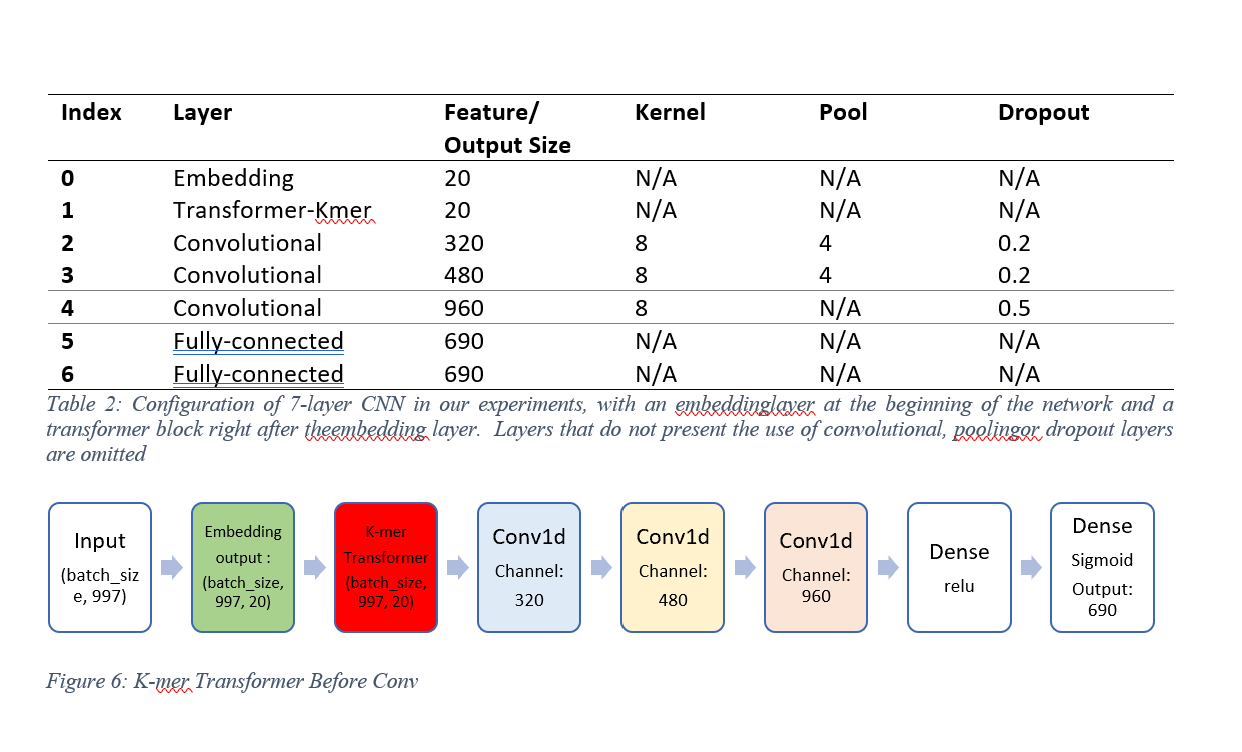 Index Layer Feature/ Kernel Pool Dropout
Output Size
0 Embedding 20 N/A N/A N/A
1 Transformer-Kmer 20 N/A N/A N/A
2 Convolutional 320 8 4 0.2
3 Convolutional 480 8 4 0.2
4 Convolutional 960 8 N/A 0.5
5 Fully-connected 690 N/A N/A N/A
6 Fully-connected 690 N/A N/A N/A
Table 2: Configuration of 7-layer CNN in our experiments, with an embeddinglayer at the beginning of the network and a
transformer block right after theembedding layer. Layers that do not present the use of convolutional, poolingor dropout layers
are omitted
Input
(batch_siz
e, 997)
Embedding
output :
(batch_size,
997, 20)
K-mer
Transformer
(batch_size,
997, 20)
Conv1d
Channel:
320
Conv1d
Channel:
480
Conv1d
Channel:
960
Dense
relu
Dense
Sigmoid
Output:
690
Figure 6: K-mer Transformer Before Conv